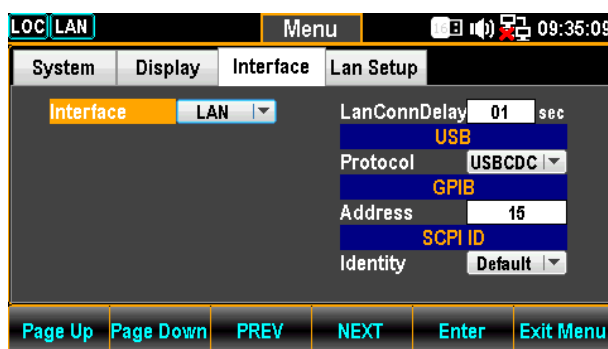 LOC LAN Menu 16 09:35:09
System Display Interface Lan Setup
Interface LAN LanConnDelay 01 sec
USB
Protocol USBCDC
GPIB
Address 15
SCPI ID
Identity Default
Page Up Page Down PREV NEXT Enter Exit Menu